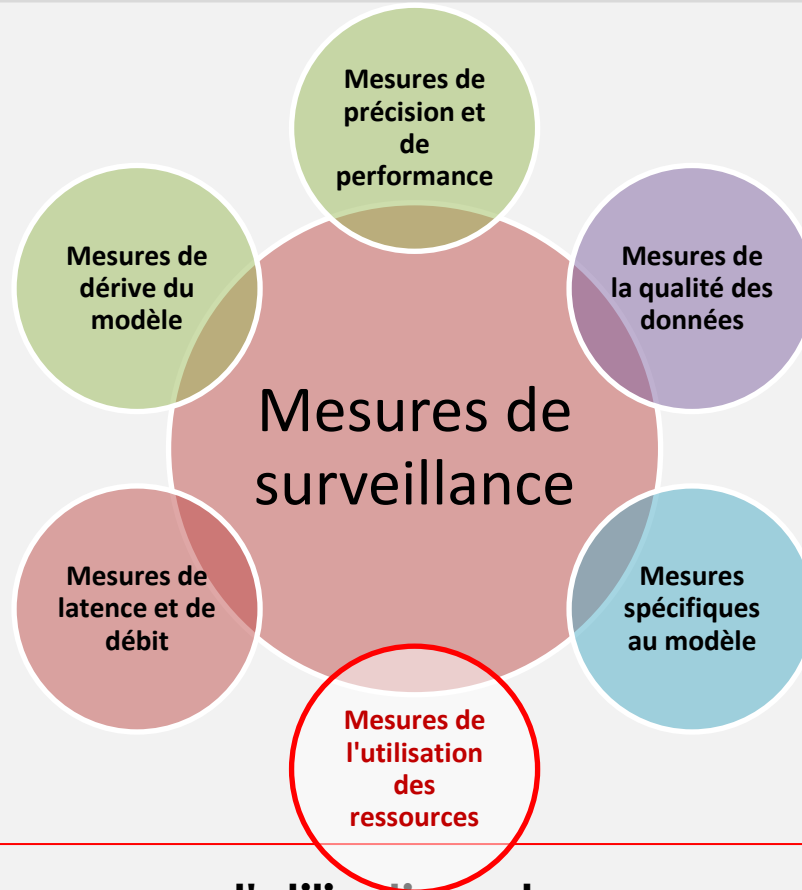 Mesures de
précision et
de
performance
Mesures de
dérive du
modèle
Mesures de
la qualité des
données
Mesures de
surveillance
Mesures de
latence et de
débit
Mesures
spécifiques
au modèle
Mesures de
l'utilisation
des
ressources